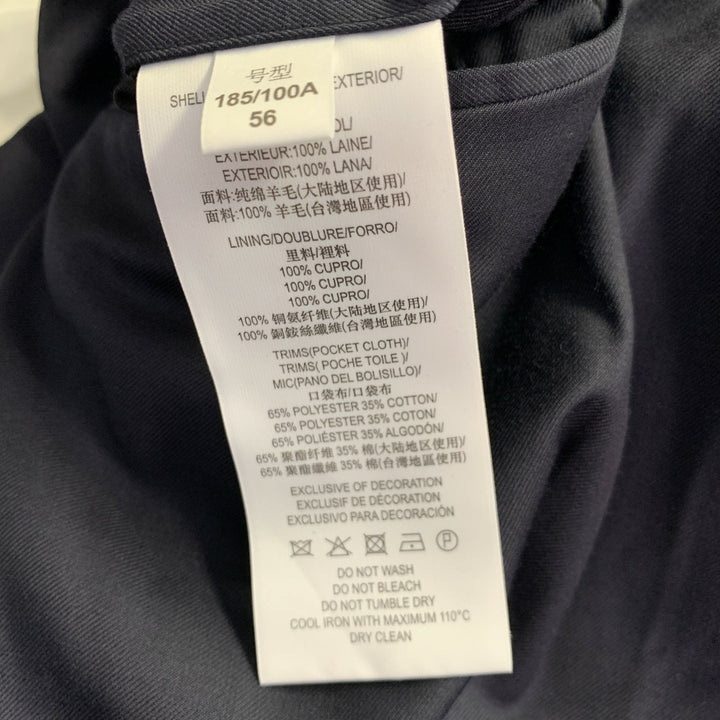 号型
185/100A
56
SHELL
EXTERIOR/
EXTERIEUR:100% LAINE/
EXTERIOIR:100% LANA/
面料:纯绵羊毛(大陆地区使用)/
面料:100% 羊毛(台灣地區使用)/
LINING/DOUBLURE/FORRO/
里料/裡料
100% CUPRO/
100% CUPRO/
100% CUPRO/
100% 铜氨纤维(大陆地区使用)/
100% 銅銨絲纖維(台灣地區使用)
TRIMS(POCKET CLOTH)/
TRIMS( POCHE TOILE )/
MIC(PANO DEL BOLISILLO)/
口袋布/口袋布
65% POLYESTER 35% COTTON/
65% POLYESTER 35% COTON/
65% POLIÉSTER 35% ALGODÓN/
65% 聚酯纤维 35% 棉(大陆地区使用)/
65% 聚酯纖維 35% 棉(台灣地區使用)
EXCLUSIVE OF DECORATION
EXCLUSIF DE DÉCORATION
EXCLUSIVO PARA DECORACIÓN
P
DO NOT WASH
DO NOT BLEACH
DO NOT TUMBLE DRY
COOL IRON WITH MAXIMUM 110°C
DRY CLEAN